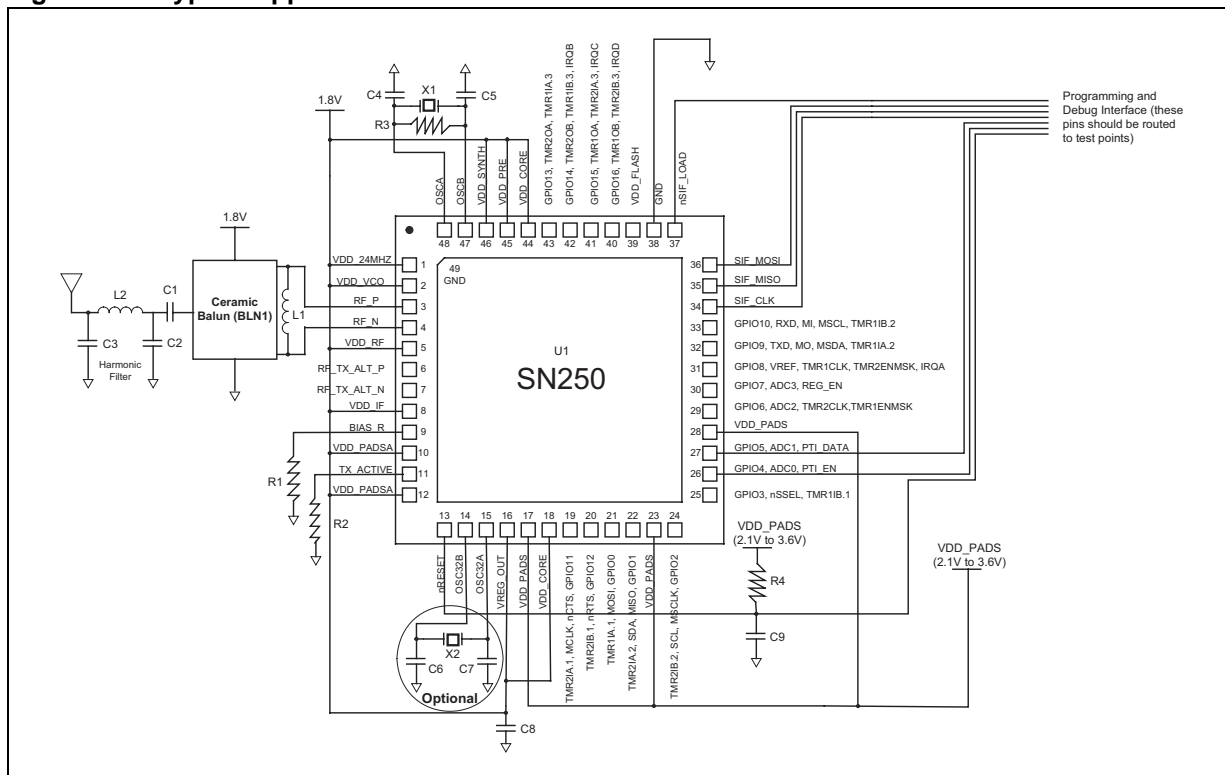 1.8V
C4
X1
C5
R3
OSCA
OSCB
VDD_SYNTH
VDD_PRE
VDD_CORE
GPIO13, TMR2OA, TMR1IA.3
GPIO14, TMR2OB, TMR1IB.3, IRQB
GPIO15, TMR1OA, TMR2IA.3, IRQC
GPIO16, TMR1OB, TMR2IB.3, IRQD
VDD_FLASH
GND
nSIF_LOAD
Programming and
Debug Interface (these
pins should be routed
to test points)
48
47
46
45
44
43
42
41
40
39
38
37
1.8V
Ceramic
Balun (BLN1)
L1
L2
C1
C3
C2
Harmonic
Filter
VDD_24MHZ
1
VDD_VCO
2
RF_P
3
RF_N
4
VDD_RF
5
RF_TX_ALT_P
6
RF_TX_ALT_N
7
VDD_IF
8
BIAS_R
9
VDD_PADSA
10
TX_ACTIVE
11
VDD_PADSA
12
R1
R2
49
GND
U1
SN250
36
SIF_MOSI
35
SIF_MISO
34
SIF_CLK
33
GPIO10, RXD, MI, MSCL, TMR1IB.2
32
GPIO9, TXD, MO, MSDA, TMR1IA.2
31
GPIO8, VREF, TMR1CLK, TMR2ENMSK, IRQA
30
GPIO7, ADC3, REG_EN
29
GPIO6, ADC2, TMR2CLK,TMR1ENMSK
28
VDD_PADS
27
GPIO5, ADC1, PTI_DATA
26
GPIO4, ADC0, PTI_EN
25
GPIO3, nSSEL, TMR1IB.1
13
14
15
16
17
18
19
20
21
22
23
24
nRESET
OSC32B
OSC32A
VREG_OUT
VDD_PADS
VDD_CORE
TMR2IA.1, MCLK, nCTS, GPIO11
TMR2IB.1, nRTS, GPIO12
TMR1IA.1, MOSI, GPIO0
TMR2IA.2, SDA, MISO, GPIO1
VDD_PADS
TMR2IB.2, SCL, MSCLK, GPIO2
VDD_PADS
(2.1V to 3.6V)
R4
C9
VDD_PADS
(2.1V to 3.6V)
X2
C6
C7
Optional
C8